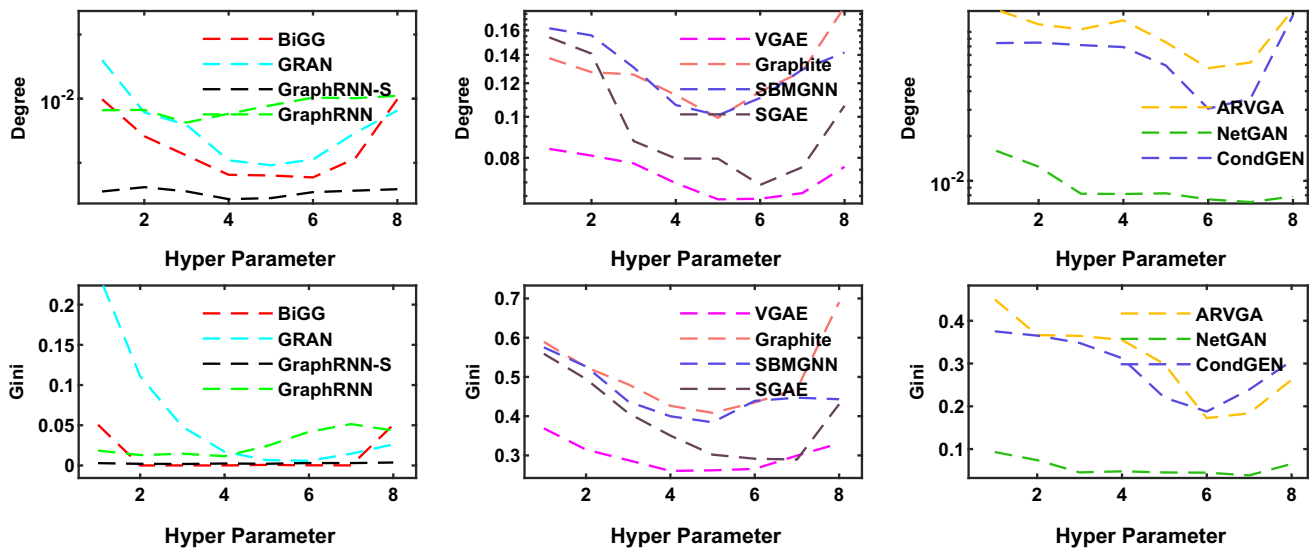 Degree
10^-2
BiGG
GRAN
GraphRNN-S
GraphRNN
2 4 6 8
Hyper Parameter
Degree
0.16
0.14
0.12
0.1
0.08
VGAE
Graphite
SBMGNN
SGAE
2 4 6 8
Hyper Parameter
Degree
10^-2
ARVGA
NetGAN
CondGEN
2 4 6 8
Hyper Parameter
Gini
0.2
0.15
0.1
0.05
0
BiGG
GRAN
GraphRNN-S
GraphRNN
2 4 6 8
Hyper Parameter
Gini
0.7
0.6
0.5
0.4
0.3
VGAE
Graphite
SBMGNN
SGAE
2 4 6 8
Hyper Parameter
Gini
0.4
0.3
0.2
0.1
ARVGA
NetGAN
CondGEN
2 4 6 8
Hyper Parameter